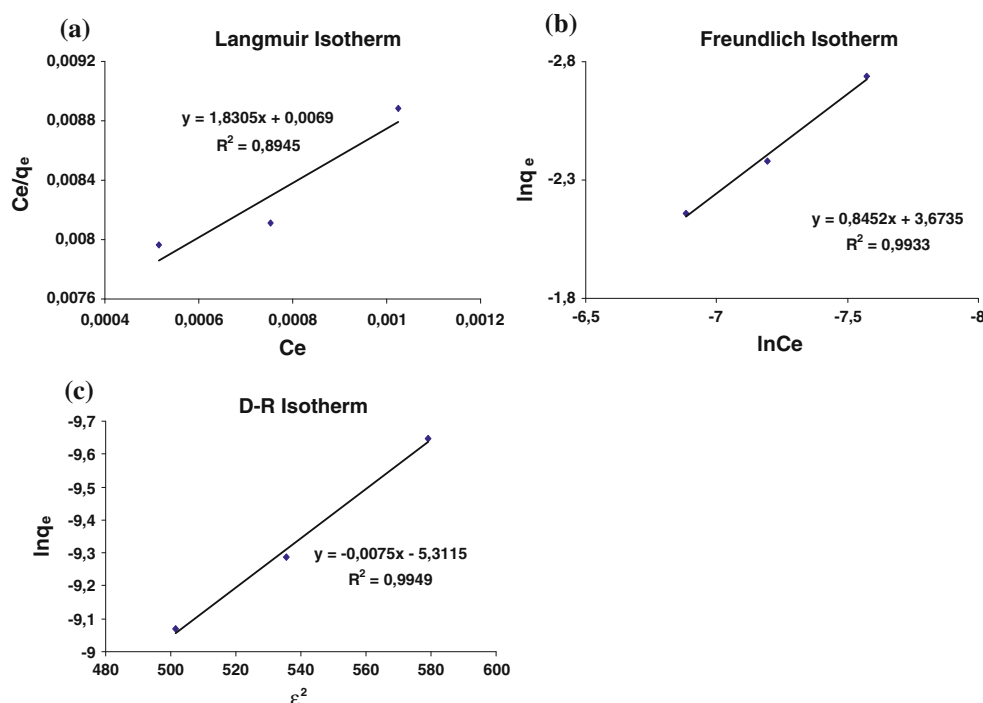 (a)
Langmuir Isotherm
0,0092
0,0088
0,0084
0,008
0,0076
y = 1,8305x + 0,0069
R² = 0,8945
Ce/qe
0,0004 0,0006 0,0008 0,001 0,0012
Ce
(b)
Freundlich Isotherm
-2,8
-2,3
-1,8
lnq e
y = 0,8452x + 3,6735
R² = 0,9933
-6,5 -7 -7,5 -8
lnCe
(c)
D-R Isotherm
-9,7
-9,6
-9,5
-9,4
-9,3
-9,2
-9,1
-9
lnqe
y = -0,0075x - 5,3115
R² = 0,9949
480 500 520 540 560 580 600
ε²